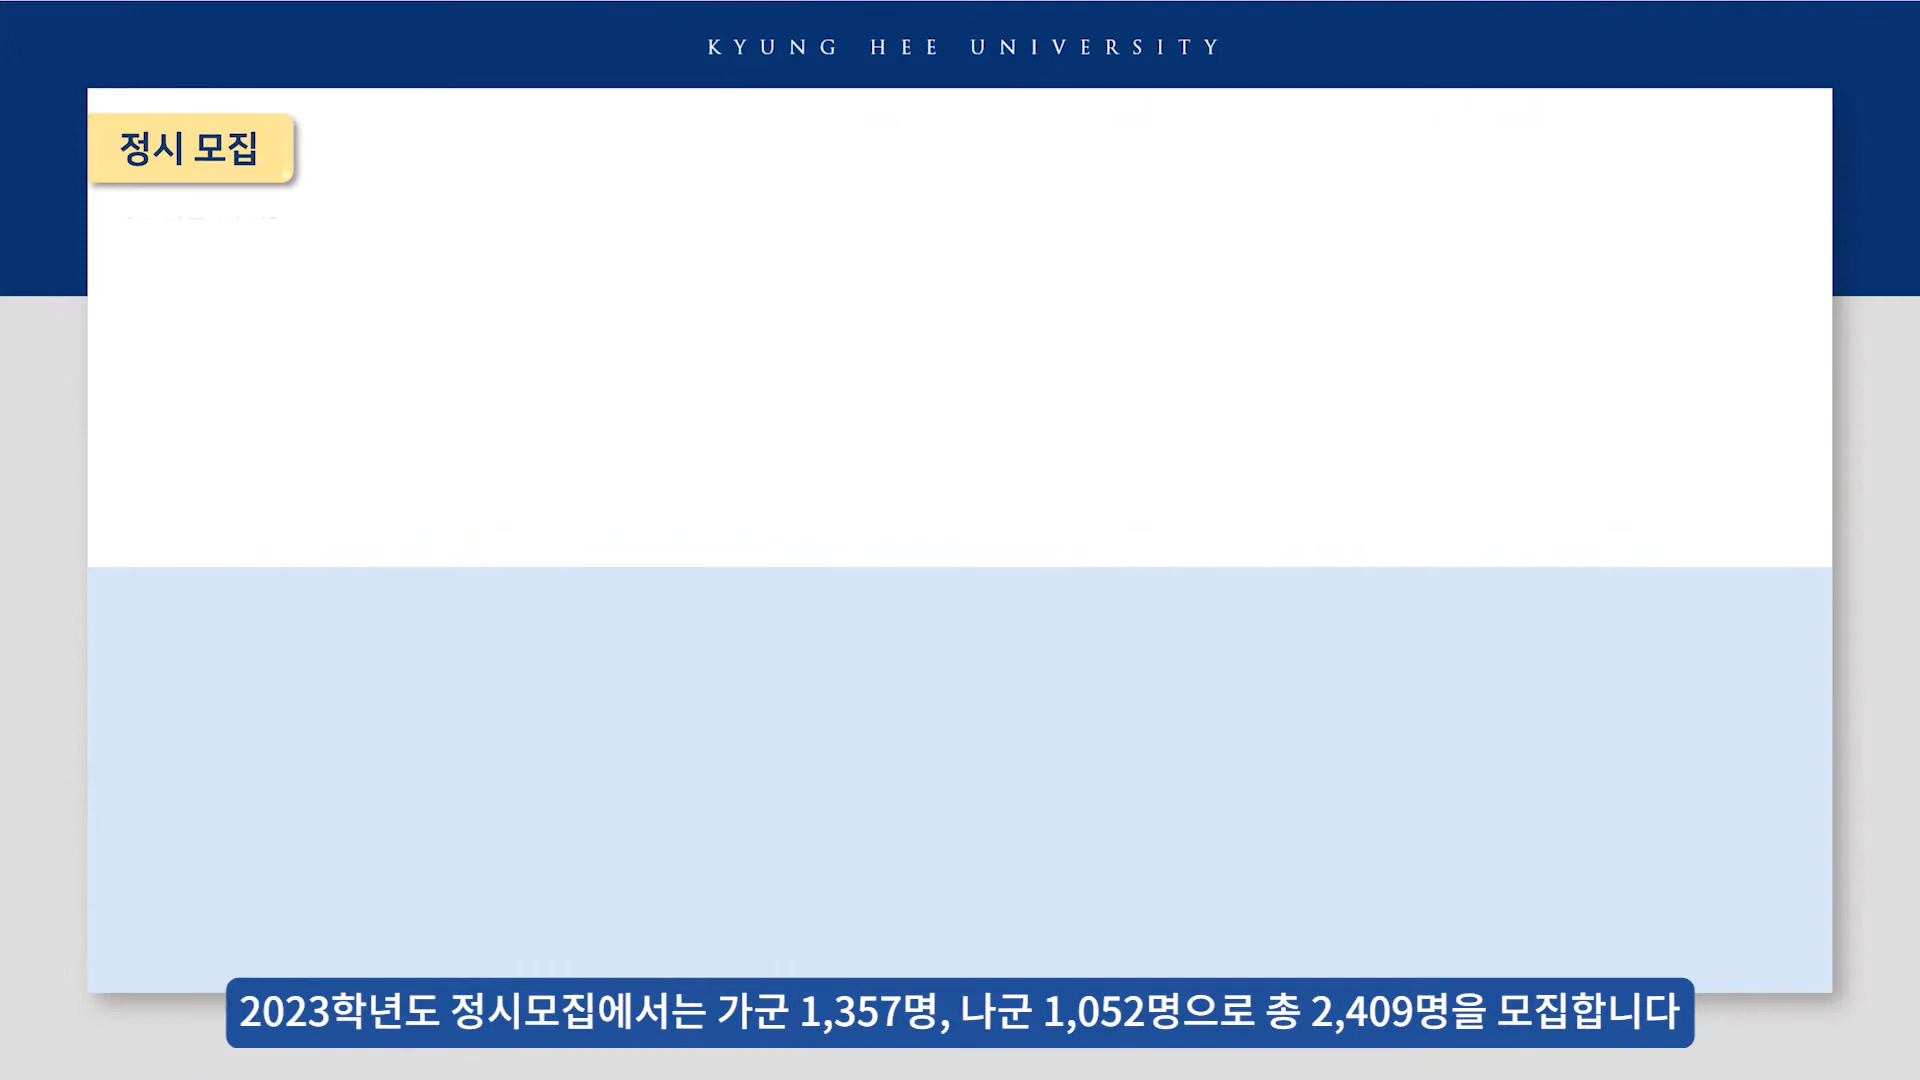 KYUNG HEE UNIVERSITY
정시 모집
2023학년도 정시모집에서는 가군 1,357명, 나군 1,052명으로 총 2,409명을 모집합니다